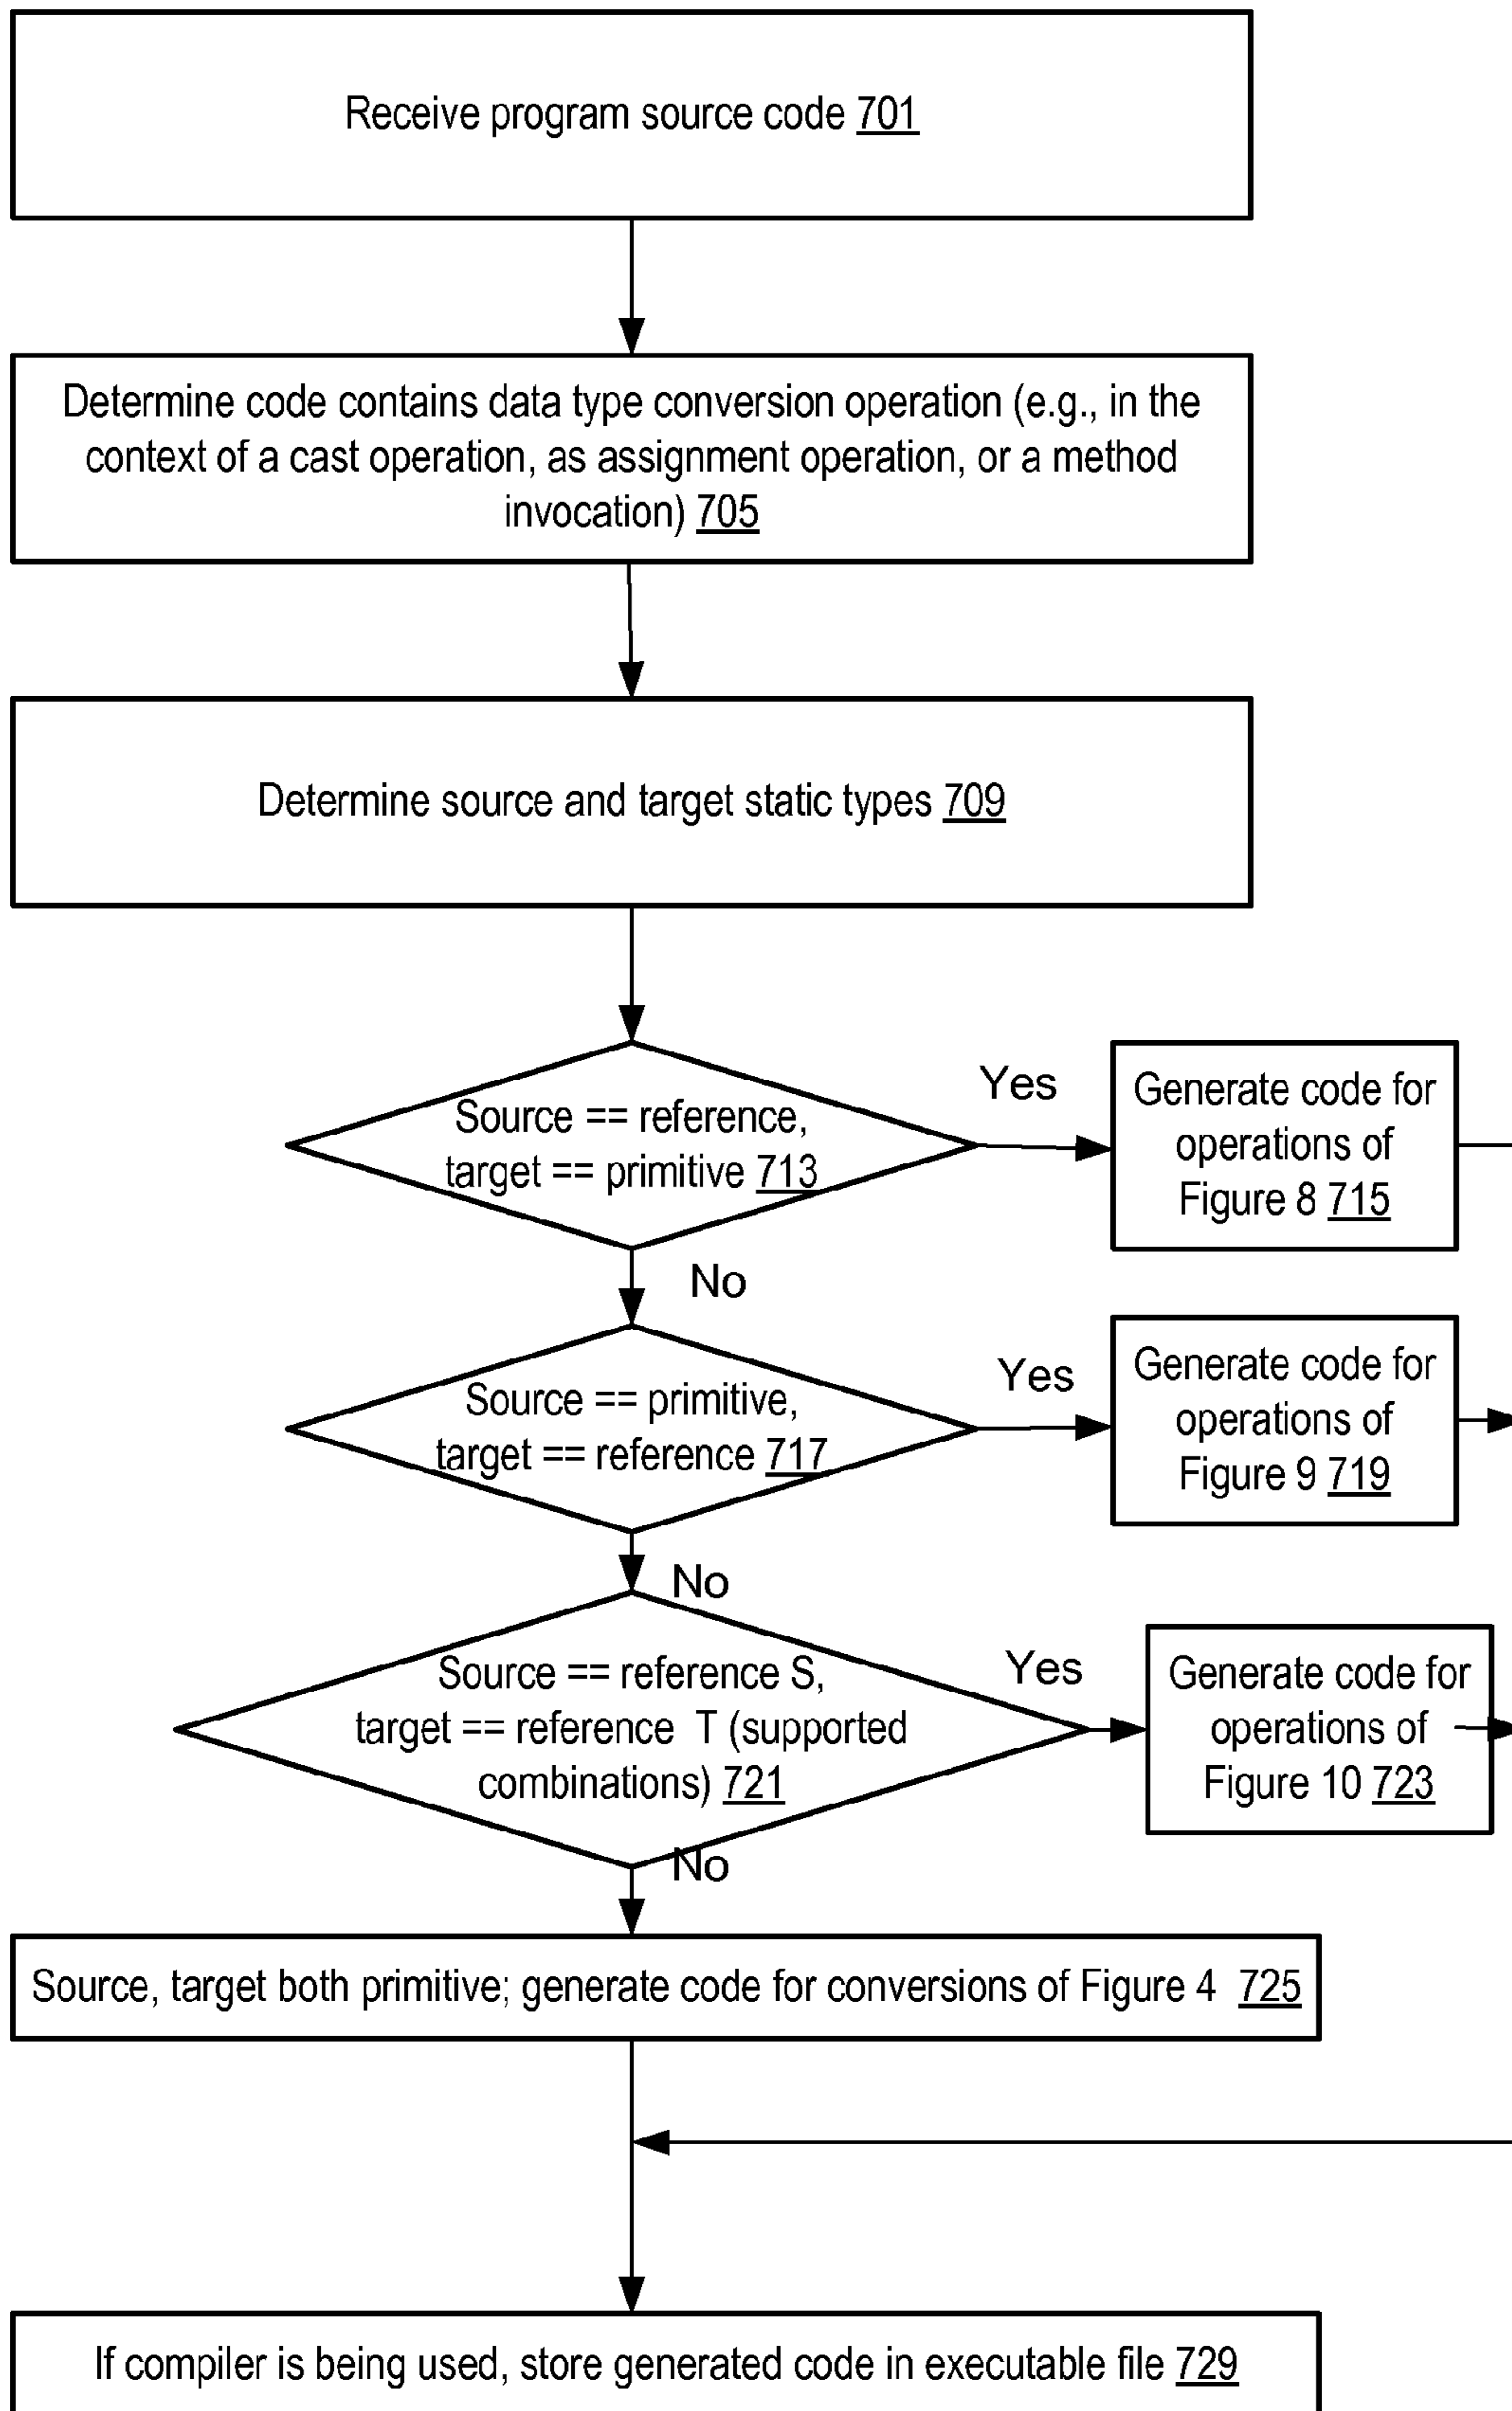 Receive program source code 701
Determine code contains data type conversion operation (e.g., in the
context of a cast operation, as assignment operation, or a method
invocation) 705
Determine source and target static types 709
Source == reference,
target == primitive 713
Yes
Generate code for
operations of
Figure 8 715
No
Source == primitive,
target == reference 717
Yes
Generate code for
operations of
Figure 9 719
No
Source == reference S,
target == reference T (supported
combinations) 721
Yes
Generate code for
operations of
Figure 10 723
No
Source, target both primitive; generate code for conversions of Figure 4 725
If compiler is being used, store generated code in executable file 729